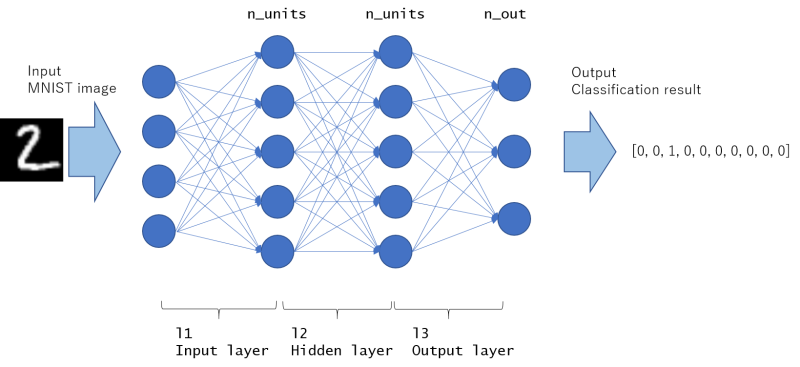 n_units
n_units
n_out
Input
MNIST image
Output
Classification result
2
[0, 0, 1, 0, 0, 0, 0, 0, 0, 0]
l1
Input layer
l2
Hidden layer
l3
Output layer